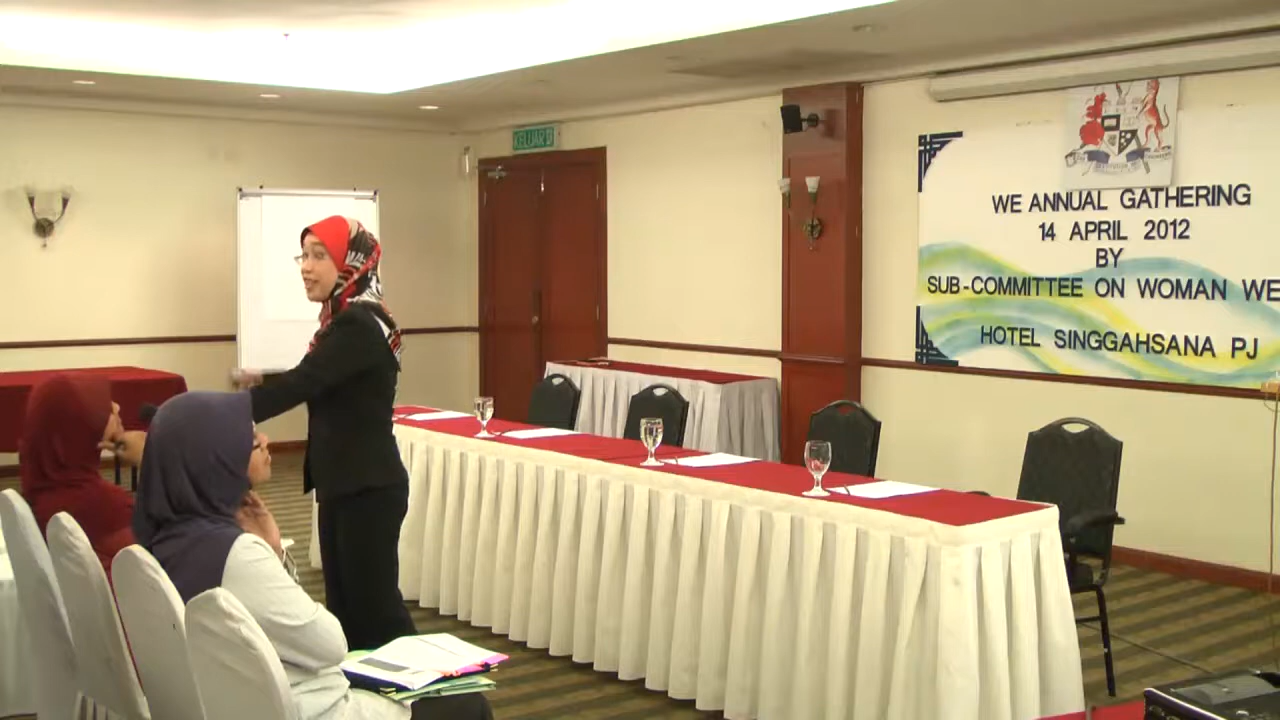 KELUAR
WE ANNUAL GATHERING
14 APRIL 2012
BY
SUB-COMMITTEE ON WOMAN WE
HOTEL SINGGAHSANA PJ